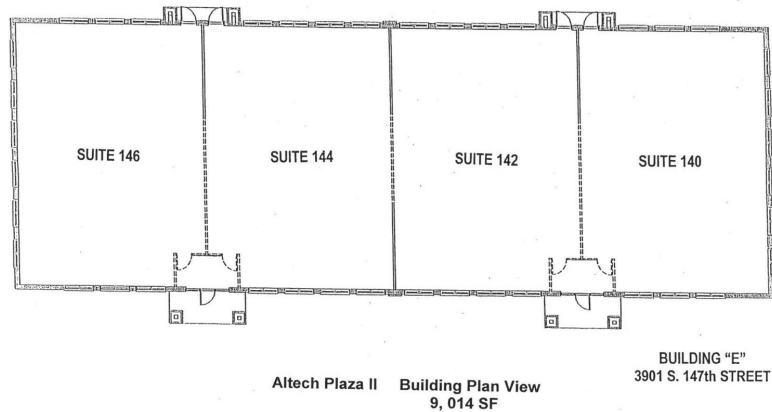 SUITE 146
SUITE 144
SUITE 142
SUITE 140
BUILDING “E”
3901 S. 147th STREET
Altech Plaza II Building Plan View
9, 014 SF